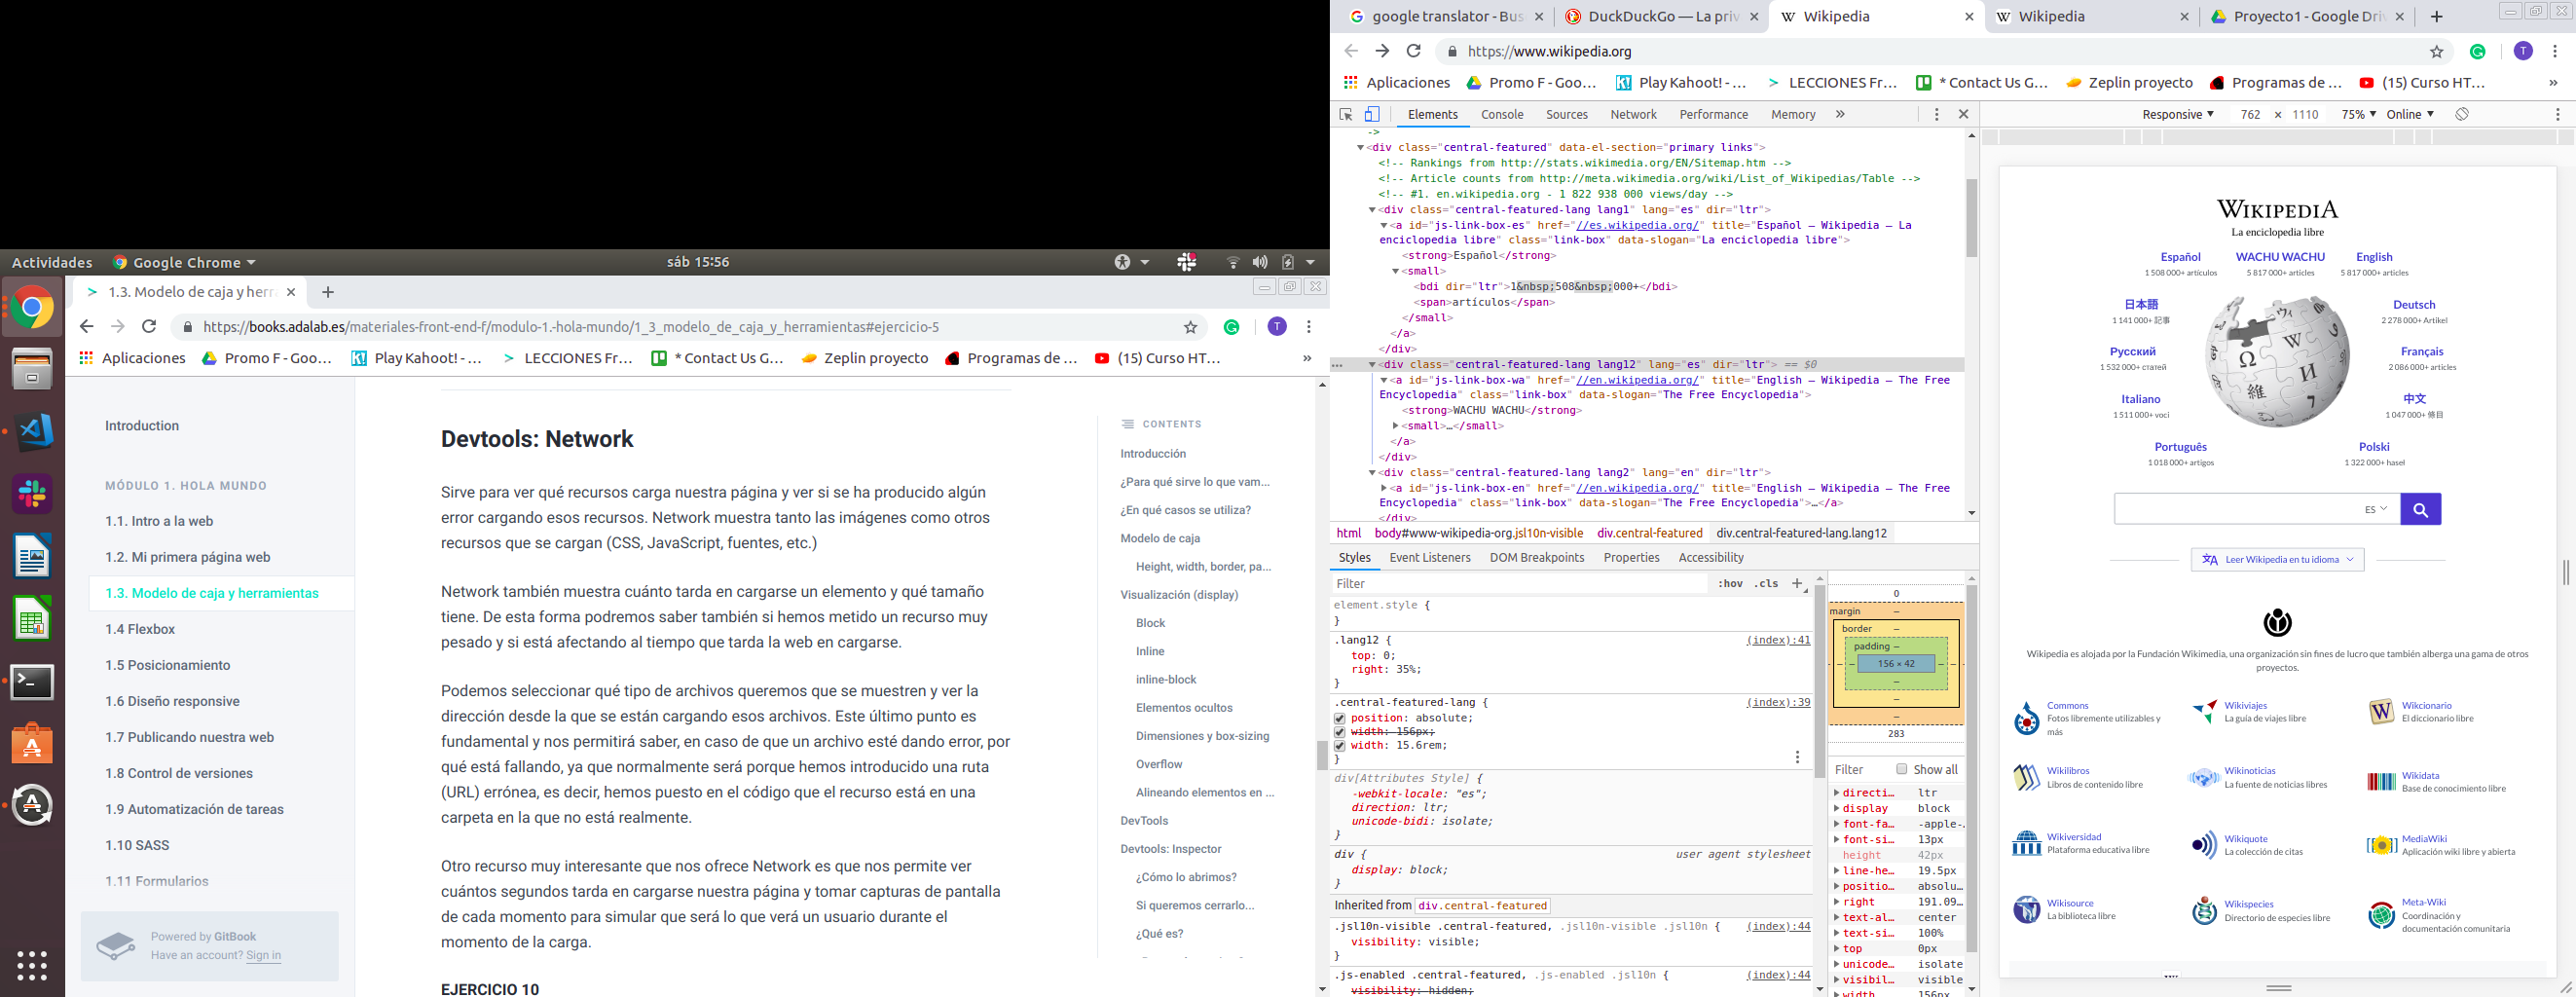 Actividades
Google Chrome
sáb 15:56
1.3. Modelo de caja y herr
https://books.adalab.es/materiales-front-end-f/modulo-1.-hola-mundo/1_3_modelo_de_caja_y_herramientas#ejercicio-5
T
Aplicaciones
Promo F - Goo...
Play Kahoot! - ...
LECCIONES Fr...
* Contact Us G...
Zeplin proyecto
Programas de ...
(15) Curso HT...
»
Introduction
MÓDULO 1. HOLA MUNDO
1.1. Intro a la web
1.2. Mi primera página web
1.3. Modelo de caja y herramientas
1.4 Flexbox
1.5 Posicionamiento
1.6 Diseño responsive
1.7 Publicando nuestra web
1.8 Control de versiones
1.9 Automatización de tareas
1.10 SASS
1.11 Formularios
Powered by GitBook
Have an account? Sign in
Devtools: Network
Sirve para ver qué recursos carga nuestra página y ver si se ha producido algún
error cargando esos recursos. Network muestra tanto las imágenes como otros
recursos que se cargan (CSS, JavaScript, fuentes, etc.)
Network también muestra cuánto tarda en cargarse un elemento y qué tamaño
tiene. De esta forma podremos saber también si hemos metido un recurso muy
pesado y si está afectando al tiempo que tarda la web en cargarse.
Podemos seleccionar qué tipo de archivos queremos que se muestren y ver la
dirección desde la que se están cargando esos archivos. Este último punto es
fundamental y nos permitirá saber, en caso de que un archivo esté dando error, por
qué está fallando, ya que normalmente será porque hemos introducido una ruta
(URL) errónea, es decir, hemos puesto en el código que el recurso está en una
carpeta en la que no está realmente.
Otro recurso muy interesante que nos ofrece Network es que nos permite ver
cuántos segundos tarda en cargarse nuestra página y tomar capturas de pantalla
de cada momento para simular que será lo que verá un usuario durante el
momento de la carga.
EJERCICIO 10
CONTENTS
Introducción
¿Para qué sirve lo que vam...
¿En qué casos se utiliza?
Modelo de caja
Height, width, border, pa...
Visualización (display)
Block
Inline
inline-block
Elementos ocultos
Dimensiones y box-sizing
Overflow
Alineando elementos en ...
DevTools
Devtools: Inspector
¿Cómo lo abrimos?
Si queremos cerrarlo...
¿Qué es?
google translator - Bus
DuckDuckGo — La priv
Wikipedia
Wikipedia
Proyecto1 - Google Driv
https://www.wikipedia.org
T
Aplicaciones
Promo F - Goo...
Play Kahoot! - ...
LECCIONES Fr...
* Contact Us G...
Zeplin proyecto
Programas de ...
(15) Curso HT...
»
Elements
Console
Sources
Network
Performance
Memory
»
->
<div class="central-featured" data-el-section="primary links">
<!-- Rankings from http://stats.wikimedia.org/EN/Sitemap.htm -->
<!-- Article counts from http://meta.wikimedia.org/wiki/List_of_Wikipedias/Table -->
<!-- #1. en.wikipedia.org - 1 822 938 000 views/day -->
<div class="central-featured-lang lang1" lang="es" dir="ltr">
<a id="js-link-box-es" href="//es.wikipedia.org/" title="Español — Wikipedia — La
enciclopedia libre" class="link-box" data-slogan="La enciclopedia libre">
<strong>Español</strong>
<small>
<bdi dir="ltr">1&nbsp;508&nbsp;000+</bdi>
<span>artículos</span>
</small>
</a>
</div>
<div class="central-featured-lang lang12" lang="es" dir="ltr"> == $0
<a id="js-link-box-wa" href="//en.wikipedia.org/" title="English — Wikipedia — The Free
Encyclopedia" class="link-box" data-slogan="The Free Encyclopedia">
<strong>WACHU WACHU</strong>
<small>…</small>
</a>
</div>
<div class="central-featured-lang lang2" lang="en" dir="ltr">
<a id="js-link-box-en" href="//en.wikipedia.org/" title="English — Wikipedia — The Free
Encyclopedia" class="link-box" data-slogan="The Free Encyclopedia">…</a>
</div>
html
body#www-wikipedia-org.jsl10n-visible
div.central-featured
div.central-featured-lang.lang12
Styles
Event Listeners
DOM Breakpoints
Properties
Accessibility
Filter
:hov .cls
element.style {
}
.lang12 { (index):41
top: 0;
right: 35%;
}
.central-featured-lang { (index):39
position: absolute;
width: 156px;
width: 15.6rem;
}
div[Attributes Style] {
-webkit-locale: "es";
direction: ltr;
unicode-bidi: isolate;
}
div { user agent stylesheet
display: block;
}
Inherited from div.central-featured
.jsl10n-visible .central-featured, .jsl10n-visible .jsl10n { (index):44
visibility: visible;
}
.js-enabled .central-featured, .js-enabled .jsl10n { (index):44
visibility: hidden;
0
margin –
border –
padding –
156 × 42
–
–
–
283
Filter
Show all
directi… ltr
display block
font-fa… -apple-
font-si… 13px
height 42px
line-he… 19.5px
positio… absolu…
right 191.09…
text-al… center
text-si… 100%
top 0px
unicode… isolate
visibil… visible
width 156px
Responsive
762 × 1110
75%
Online
WIKIPEDIA
La enciclopedia libre
Español
1 508 000+ artículos
WACHU WACHU
5 817 000+ articles
English
5 817 000+ articles
日本語
1 141 000+ 記事
Deutsch
2 278 000+ Artikel
Русский
1 532 000+ статей
Français
2 086 000+ articles
Italiano
1 511 000+ voci
中文
1 047 000+ 條目
Português
1 018 000+ artigos
Polski
1 322 000+ haseł
ES
Leer Wikipedia en tu idioma
Wikipedia es alojada por la Fundación Wikimedia, una organización sin fines de lucro que también alberga una gama de otros
proyectos.
Commons
Fotos libremente utilizables y
más
Wikiviajes
La guía de viajes libre
Wikcionario
El diccionario libre
Wikilibros
Libros de contenido libre
Wikinoticias
La fuente de noticias libres
Wikidata
Base de conocimiento libre
Wikiversidad
Plataforma educativa libre
Wikiquote
La colección de citas
MediaWiki
Aplicación wiki libre y abierta
Wikisource
La biblioteca libre
Wikispecies
Directorio de especies libre
Meta-Wiki
Coordinación y
documentación comunitaria